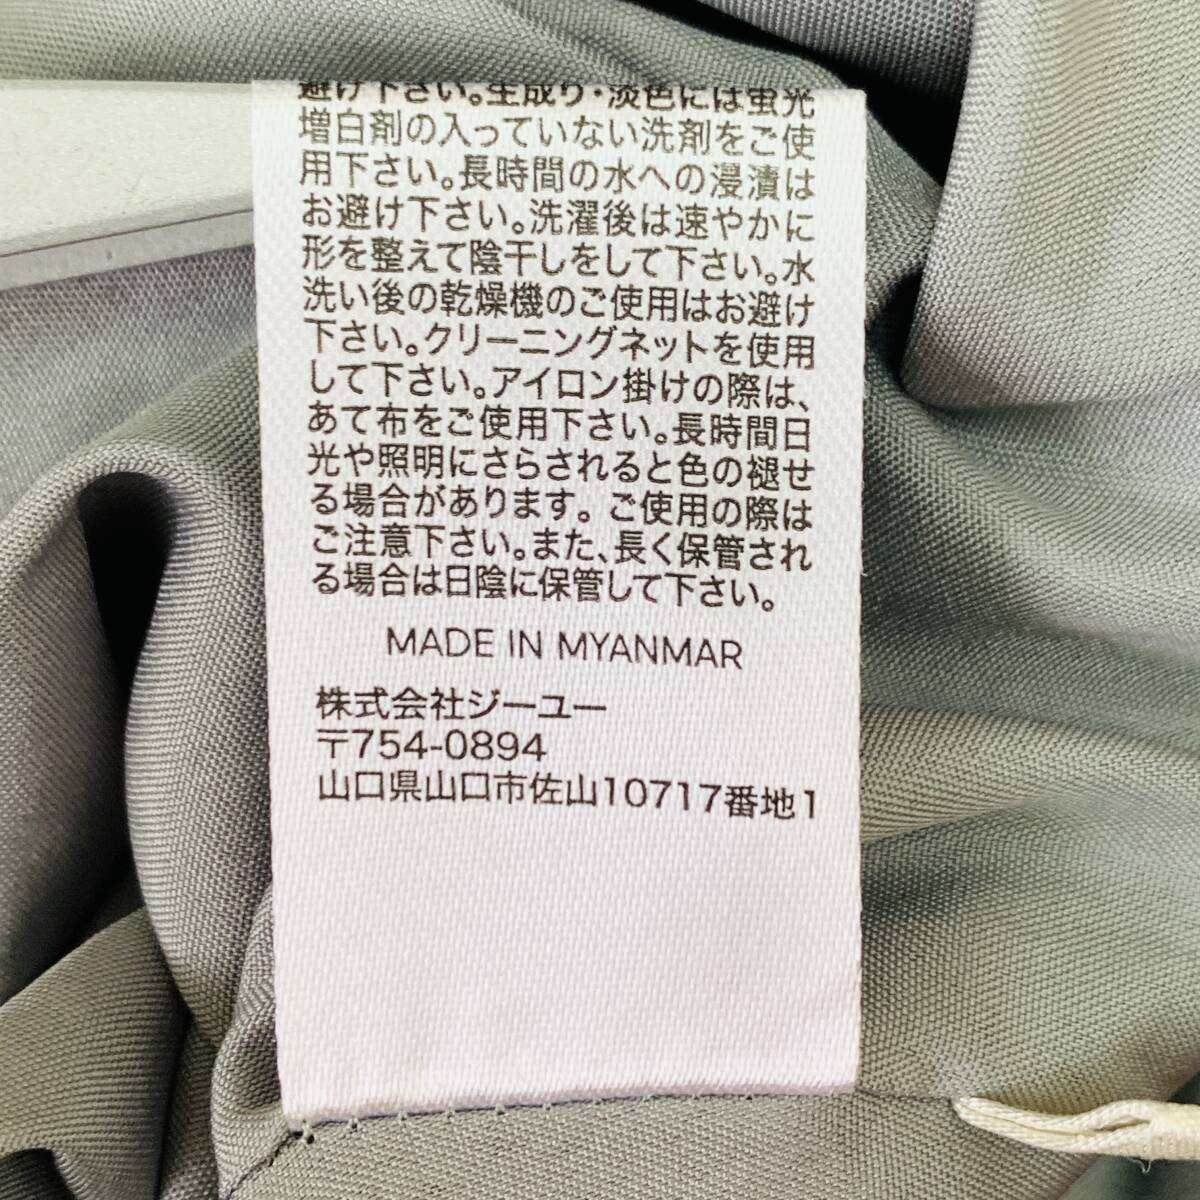 避け下さい。生成り・淡色には蛍光
増白剤の入っていない洗剤をご使
用下さい。長時間の水への浸漬は
お避け下さい。洗濯後は速やかに
形を整えて陰干しをして下さい。水
洗い後の乾燥機のご使用はお避け
下さい。クリーニングネットを使用
して下さい。アイロン掛けの際は、
あて布をご使用下さい。長時間日
光や照明にさらされると色の褪せ
る場合があります。ご使用の際は
ご注意下さい。また、長く保管され
る場合は日陰に保管して下さい。
MADE IN MYANMAR
株式会社ジーユー
〒754-0894
山口県山口市佐山10717番地1